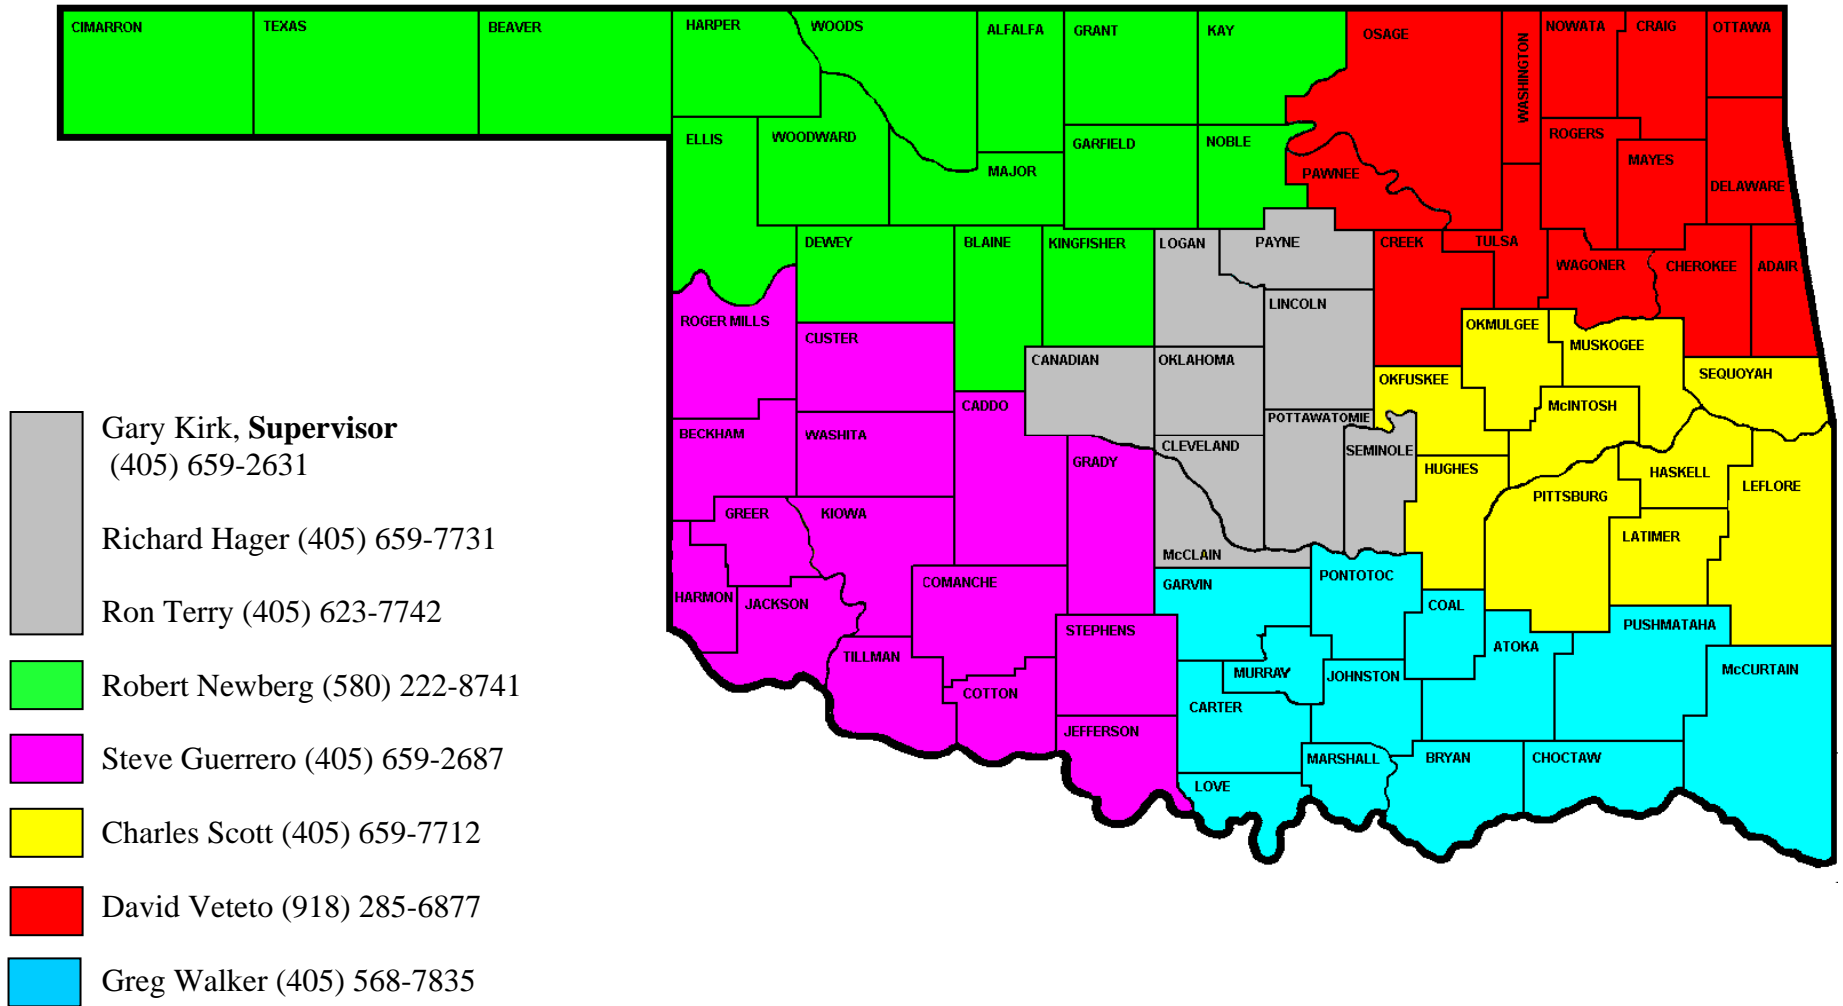 CIMARRON
TEXAS
BEAVER
HARPER
WOODS
ALFALFA
GRANT
KAY
OSAGE
WASHINGTON
NOWATA
CRAIG
OTTAWA
ELLIS
WOODWARD
MAJOR
GARFIELD
NOBLE
PAWNEE
ROGERS
MAYES
DELAWARE
DEWEY
BLAINE
KINGFISHER
LOGAN
PAYNE
CREEK
TULSA
WAGONER
CHEROKEE
ADAIR
ROGER MILLS
CUSTER
CANADIAN
OKLAHOMA
LINCOLN
OKMULGEE
MUSKOGEE
OKFUSKEE
SEQUOYAH
BECKHAM
WASHITA
CADDO
GRADY
CLEVELAND
POTTAWATOMIE
SEMINOLE
McINTOSH
HUGHES
PITTSBURG
HASKELL
LEFLORE
GREER
KIOWA
McCLAIN
LATIMER
HARMON
JACKSON
COMANCHE
GARVIN
PONTOTOC
COAL
ATOKA
PUSHMATAHA
TILLMAN
COTTON
STEPHENS
MURRAY
JOHNSTON
McCURTAIN
JEFFERSON
CARTER
LOVE
MARSHALL
BRYAN
CHOCTAW
Gary Kirk, Supervisor
(405) 659-2631
Richard Hager (405) 659-7731
Ron Terry (405) 623-7742
Robert Newberg (580) 222-8741
Steve Guerrero (405) 659-2687
Charles Scott (405) 659-7712
David Veteto (918) 285-6877
Greg Walker (405) 568-7835